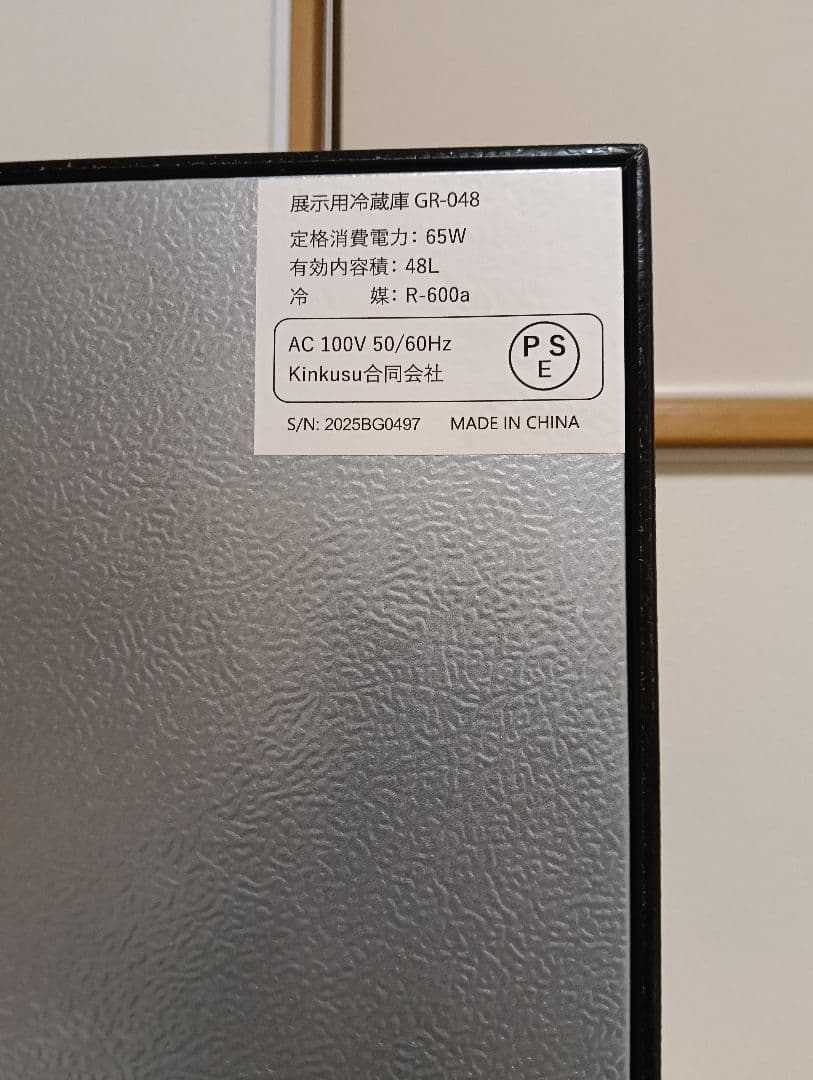 展示用冷蔵庫 GR-048
定格消費電力: 65W
有効内容積: 48L
冷 媒: R-600a
AC 100V 50/60Hz
Kinkusu合同会社
PSE
S/N: 2025BG0497 MADE IN CHINA